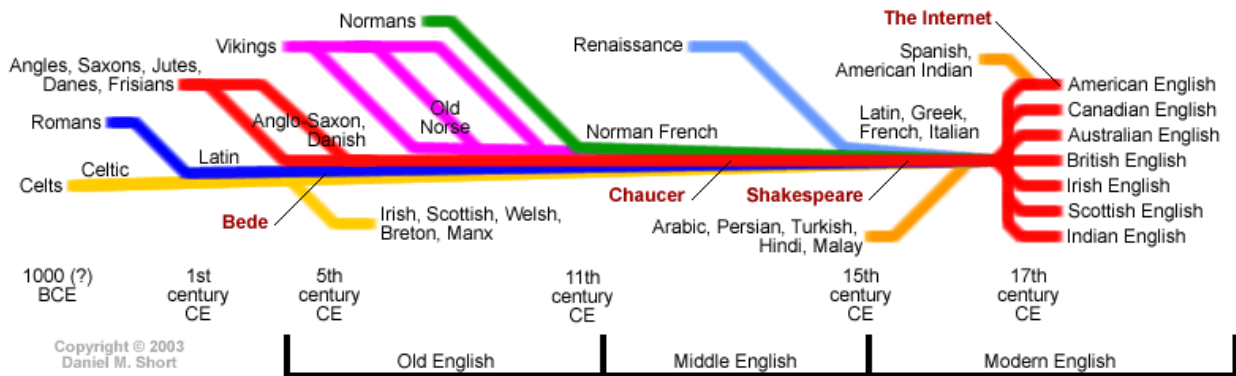 The Internet
Normans
Vikings
Renaissance
Spanish,
American Indian
Angles, Saxons, Jutes,
Danes, Frisians
American English
Old
Norse
Latin, Greek,
French, Italian
Canadian English
Romans
Anglo-Saxon,
Danish
Norman French
Australian English
Latin
British English
Celtic
Celts
Chaucer
Shakespeare
Irish English
Bede
Irish, Scottish, Welsh,
Breton, Manx
Arabic, Persian, Turkish,
Hindi, Malay
Scottish English
Indian English
1000 (?)
BCE
1st
century
CE
5th
century
CE
11th
century
CE
15th
century
CE
17th
century
CE
Copyright © 2003
Daniel M. Short
Old English
Middle English
Modern English